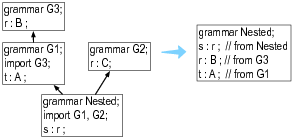 grammar G3;
r : B ;
grammar G1;
import G3;
t : A ;
grammar G2;
r : C;
grammar Nested;
import G1, G2;
s : r ;
grammar Nested;
s : r ; // from Nested
r : B ; // from G3
t : A ; // from G1